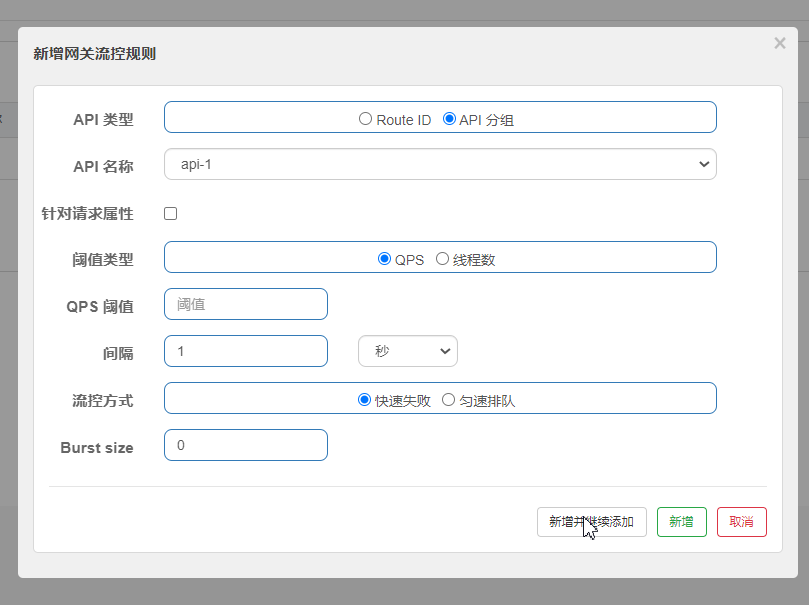 新增网关流控规则
×
API 类型
Route ID
API 分组
API 名称
api-1
针对请求属性
阈值类型
QPS
线程数
QPS 阈值
阈值
间隔
1
秒
流控方式
快速失败
匀速排队
Burst size
0
新增并继续添加
新增
取消